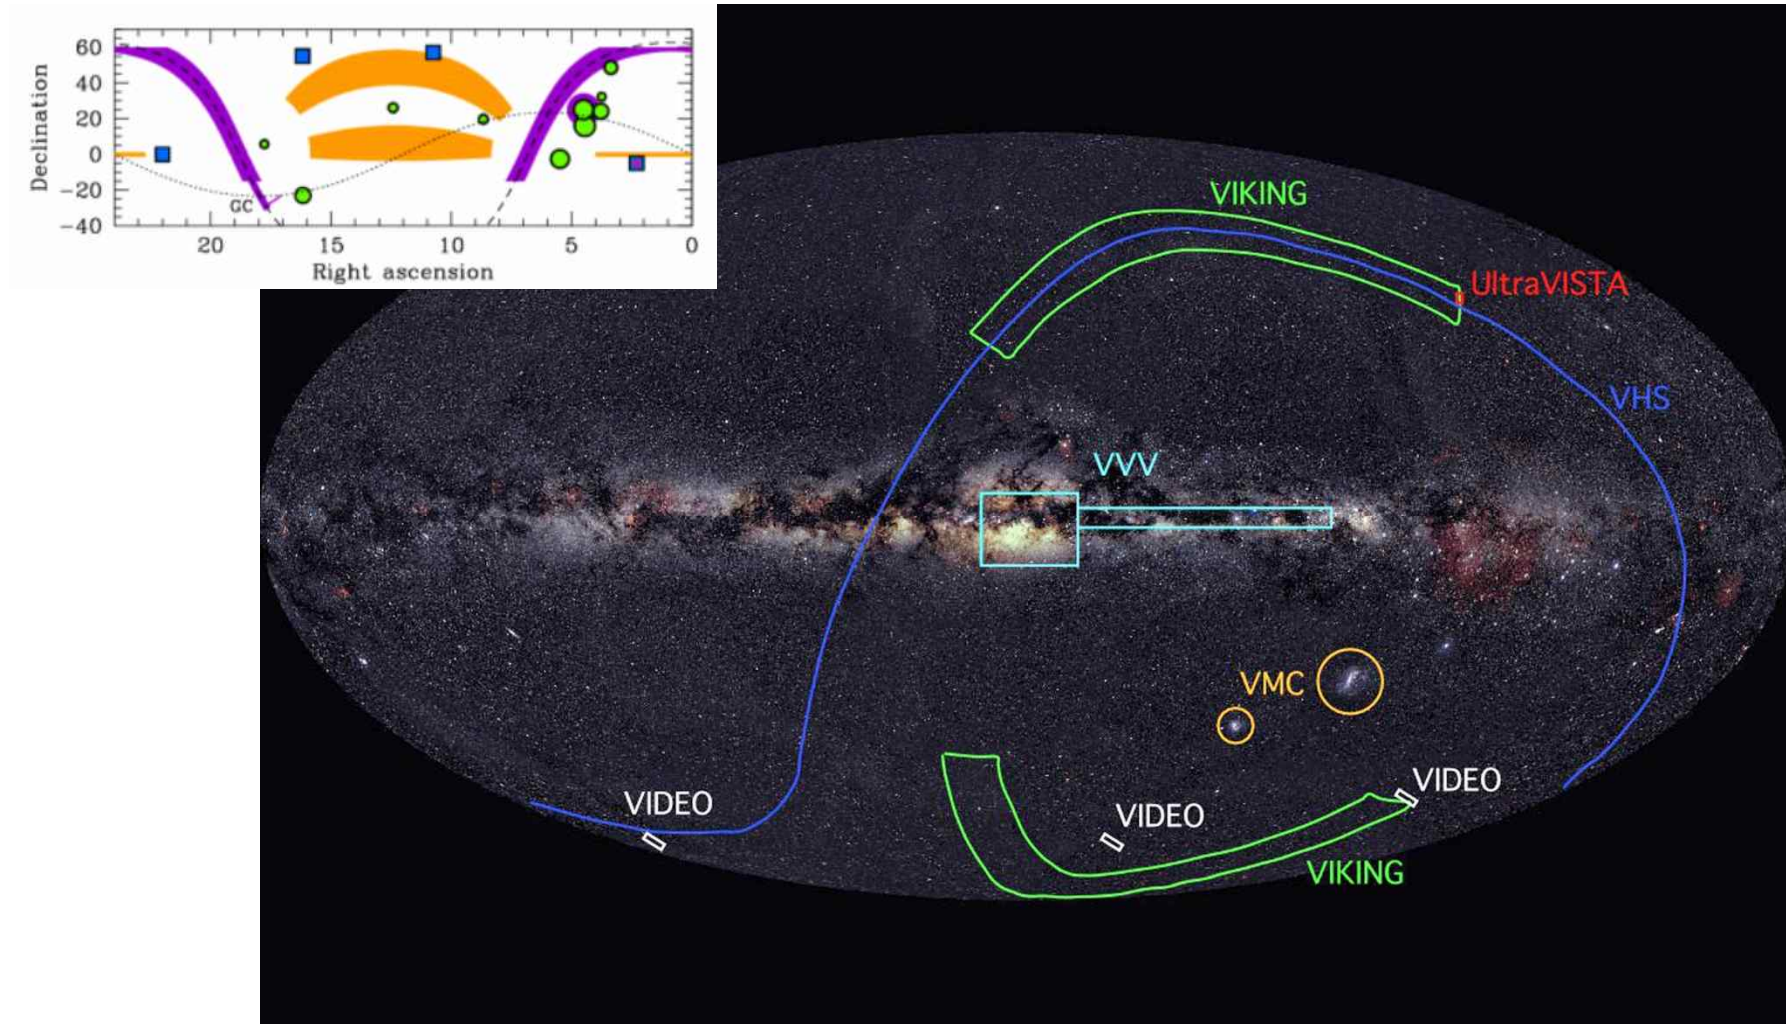 60
40
20
0
−20
−40
Declination
GC
20
15
10
5
0
Right ascension
VIKING
UltraVISTA
VHS
VVV
VMC
VIDEO
VIDEO
VIDEO
VIKING